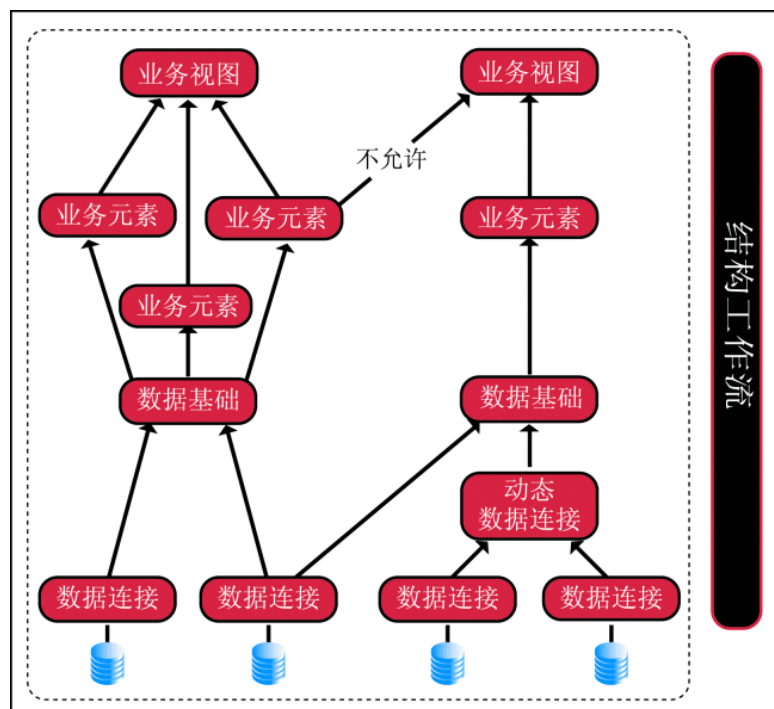 业务视图
业务视图
不允许
业务元素
业务元素
业务元素
业务元素
数据基础
数据基础
动态
数据连接
数据连接
数据连接
数据连接
数据连接
结构工作流